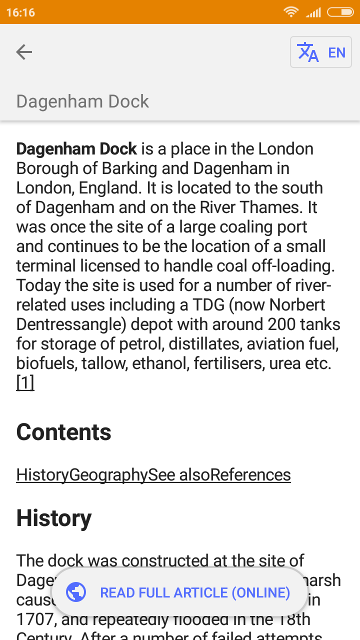 16:16
EN
Dagenham Dock
Dagenham Dock is a place in the London
Borough of Barking and Dagenham in
London, England. It is located to the south
of Dagenham and on the River Thames. It
was once the site of a large coaling port
and continues to be the location of a small
terminal licensed to handle coal off-loading.
Today the site is used for a number of river-
related uses including a TDG (now Norbert
Dentressangle) depot with around 200 tanks
for storage of petrol, distillates, aviation fuel,
biofuels, tallow, ethanol, fertilisers, urea etc.
[1]
Contents
HistoryGeographySee alsoReferences
History
The dock was constructed at the site of
READ FULL ARTICLE (ONLINE)
in
1707, and repeatedly flooded in the 18th
Century. After a number of failed attempts